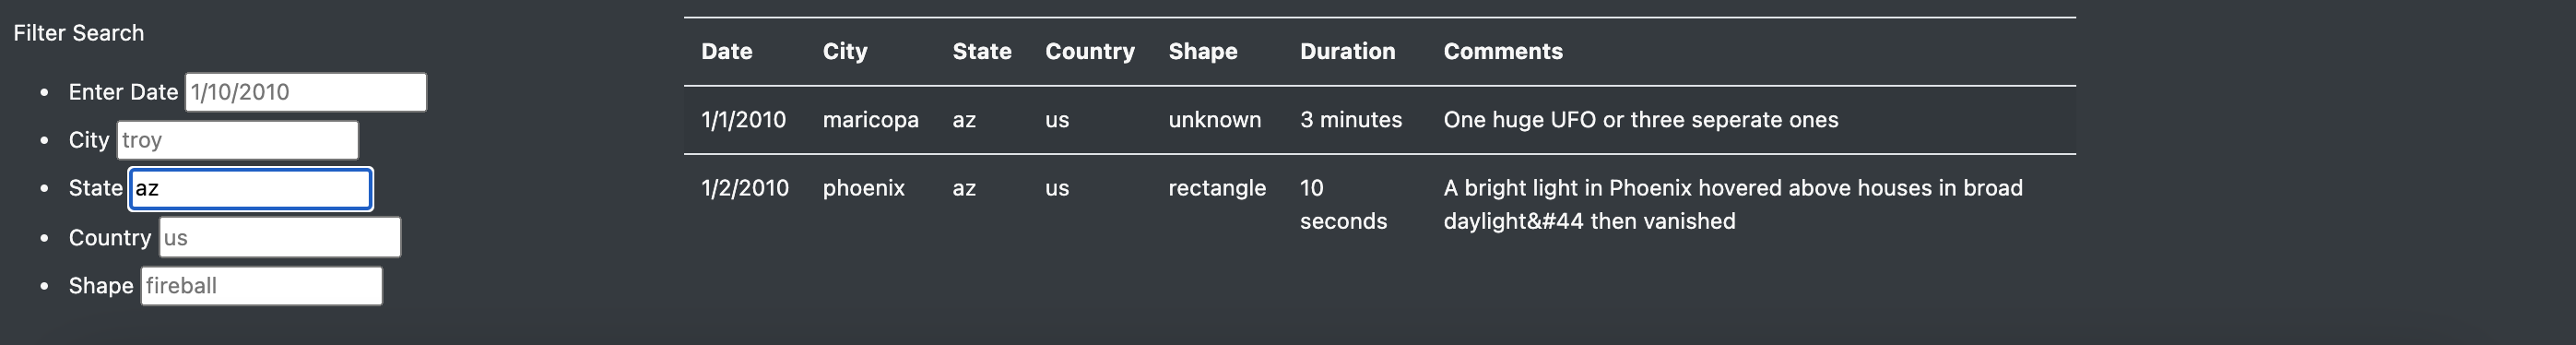 Filter Search
Enter Date 1/10/2010
City troy
State az
Country us
Shape fireball
Date City State Country Shape Duration Comments
1/1/2010 maricopa az us unknown 3 minutes One huge UFO or three seperate ones
1/2/2010 phoenix az us rectangle 10 A bright light in Phoenix hovered above houses in broad
seconds daylight&#44 then vanished